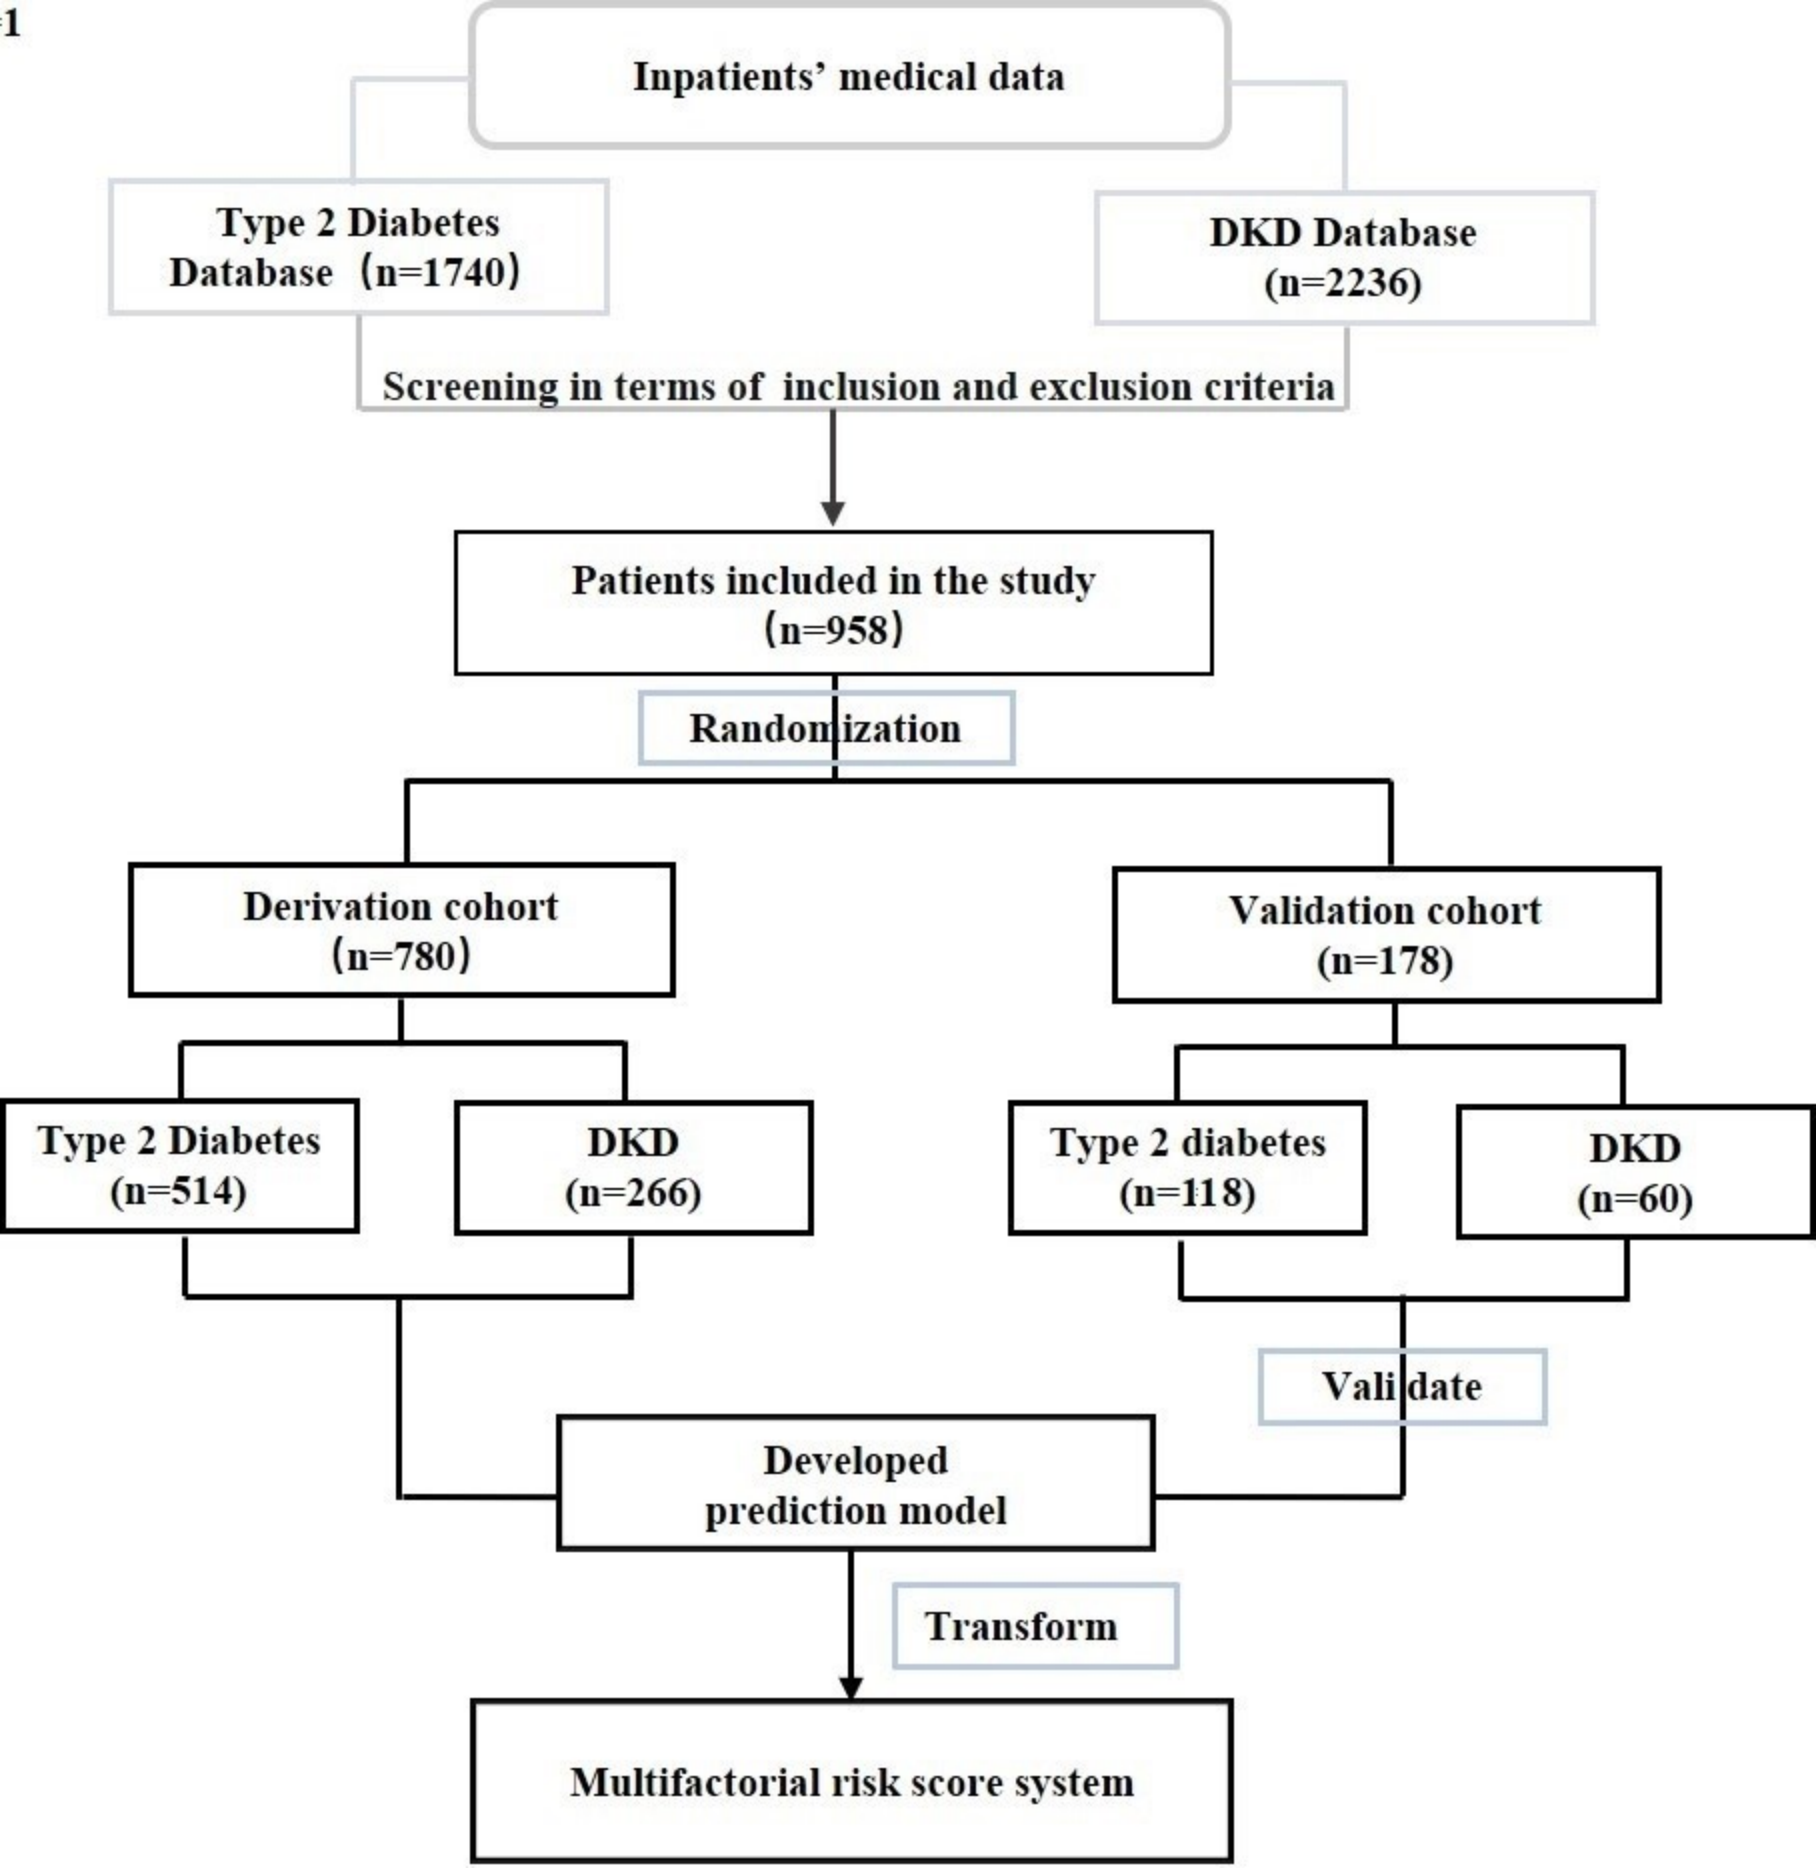 1
Inpatients’ medical data
Type 2 Diabetes
Database (n=1740)
DKD Database
(n=2236)
Screening in terms of inclusion and exclusion criteria
Patients included in the study
(n=958)
Randomization
Derivation cohort
(n=780)
Validation cohort
(n=178)
Type 2 Diabetes
(n=514)
DKD
(n=266)
Type 2 diabetes
(n=118)
DKD
(n=60)
Validate
Developed
prediction model
Transform
Multifactorial risk score system